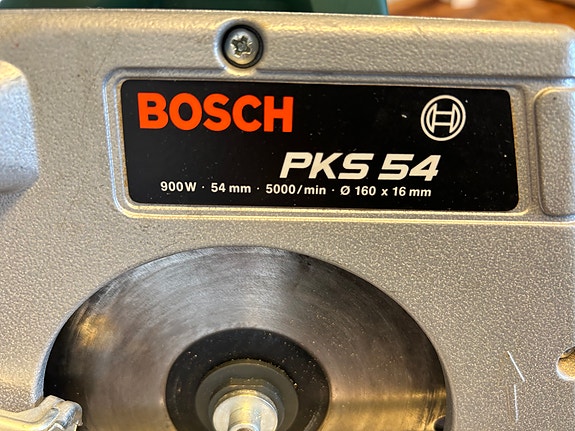 BOSCH
PKS 54
900W · 54 mm · 5000/min · Ø 160 x 16 mm